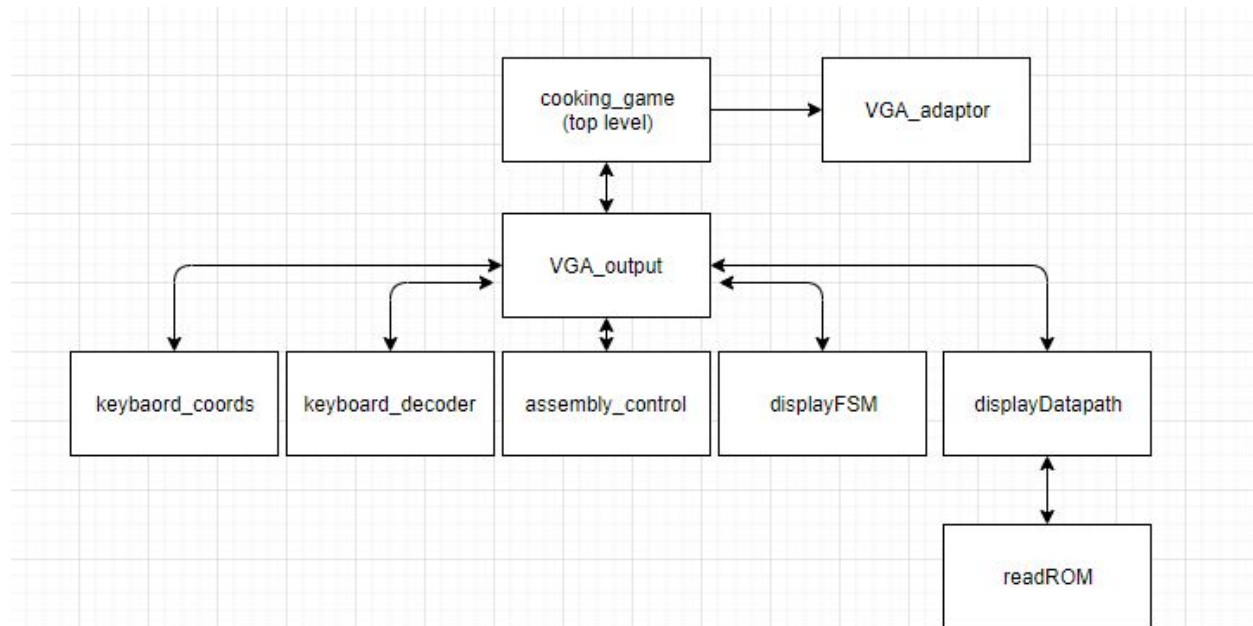 cooking_game
(top level)
VGA_adaptor
VGA_output
keybaord_coords
keyboard_decoder
assembly_control
displayFSM
displayDatapath
readROM